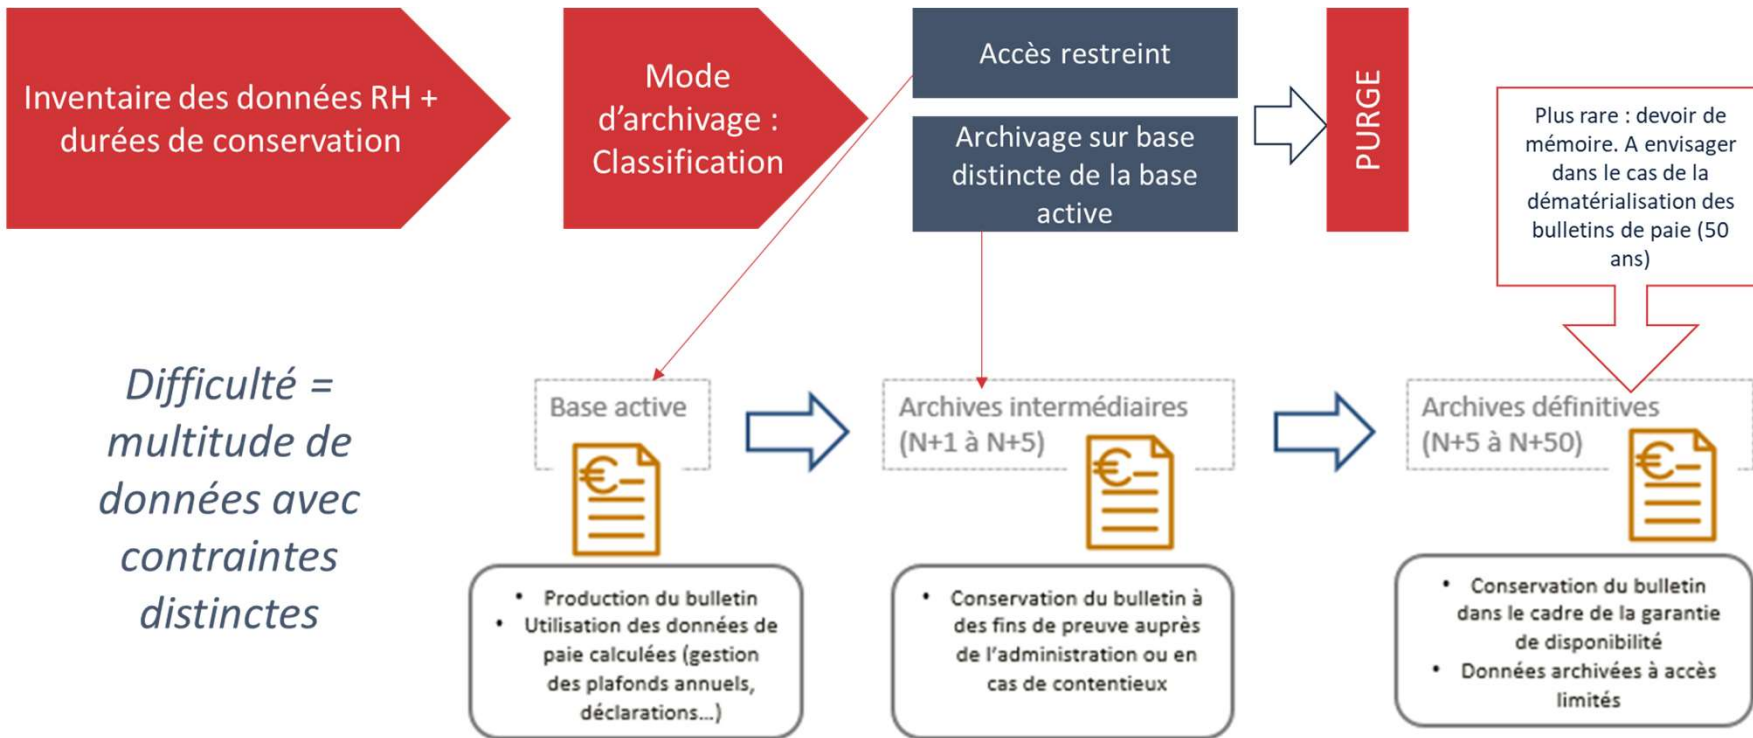 Inventaire des données RH +
durées de conservation
Mode
d'archivage :
Classification
Accès restreint
Archivage sur base
distincte de la base
active
PURGE
Plus rare : devoir de
mémoire. A envisager
dans le cas de la
dématérialisation des
bulletins de paie (50
ans)
Difficulté =
multitude de
données avec
contraintes
distinctes
Base active
Archives intermédiaires
(N+1 à N+5)
Archives définitives
(N+5 à N+50)
€
€
€
• Production du bulletin
• Utilisation des données de
paie calculées (gestion
des plafonds annuels,
déclarations...)
• Conservation du bulletin à
des fins de preuve auprès
de l'administration ou en
cas de contentieux
• Conservation du bulletin
dans le cadre de la garantie
de disponibilité
• Données archivées à accès
limités